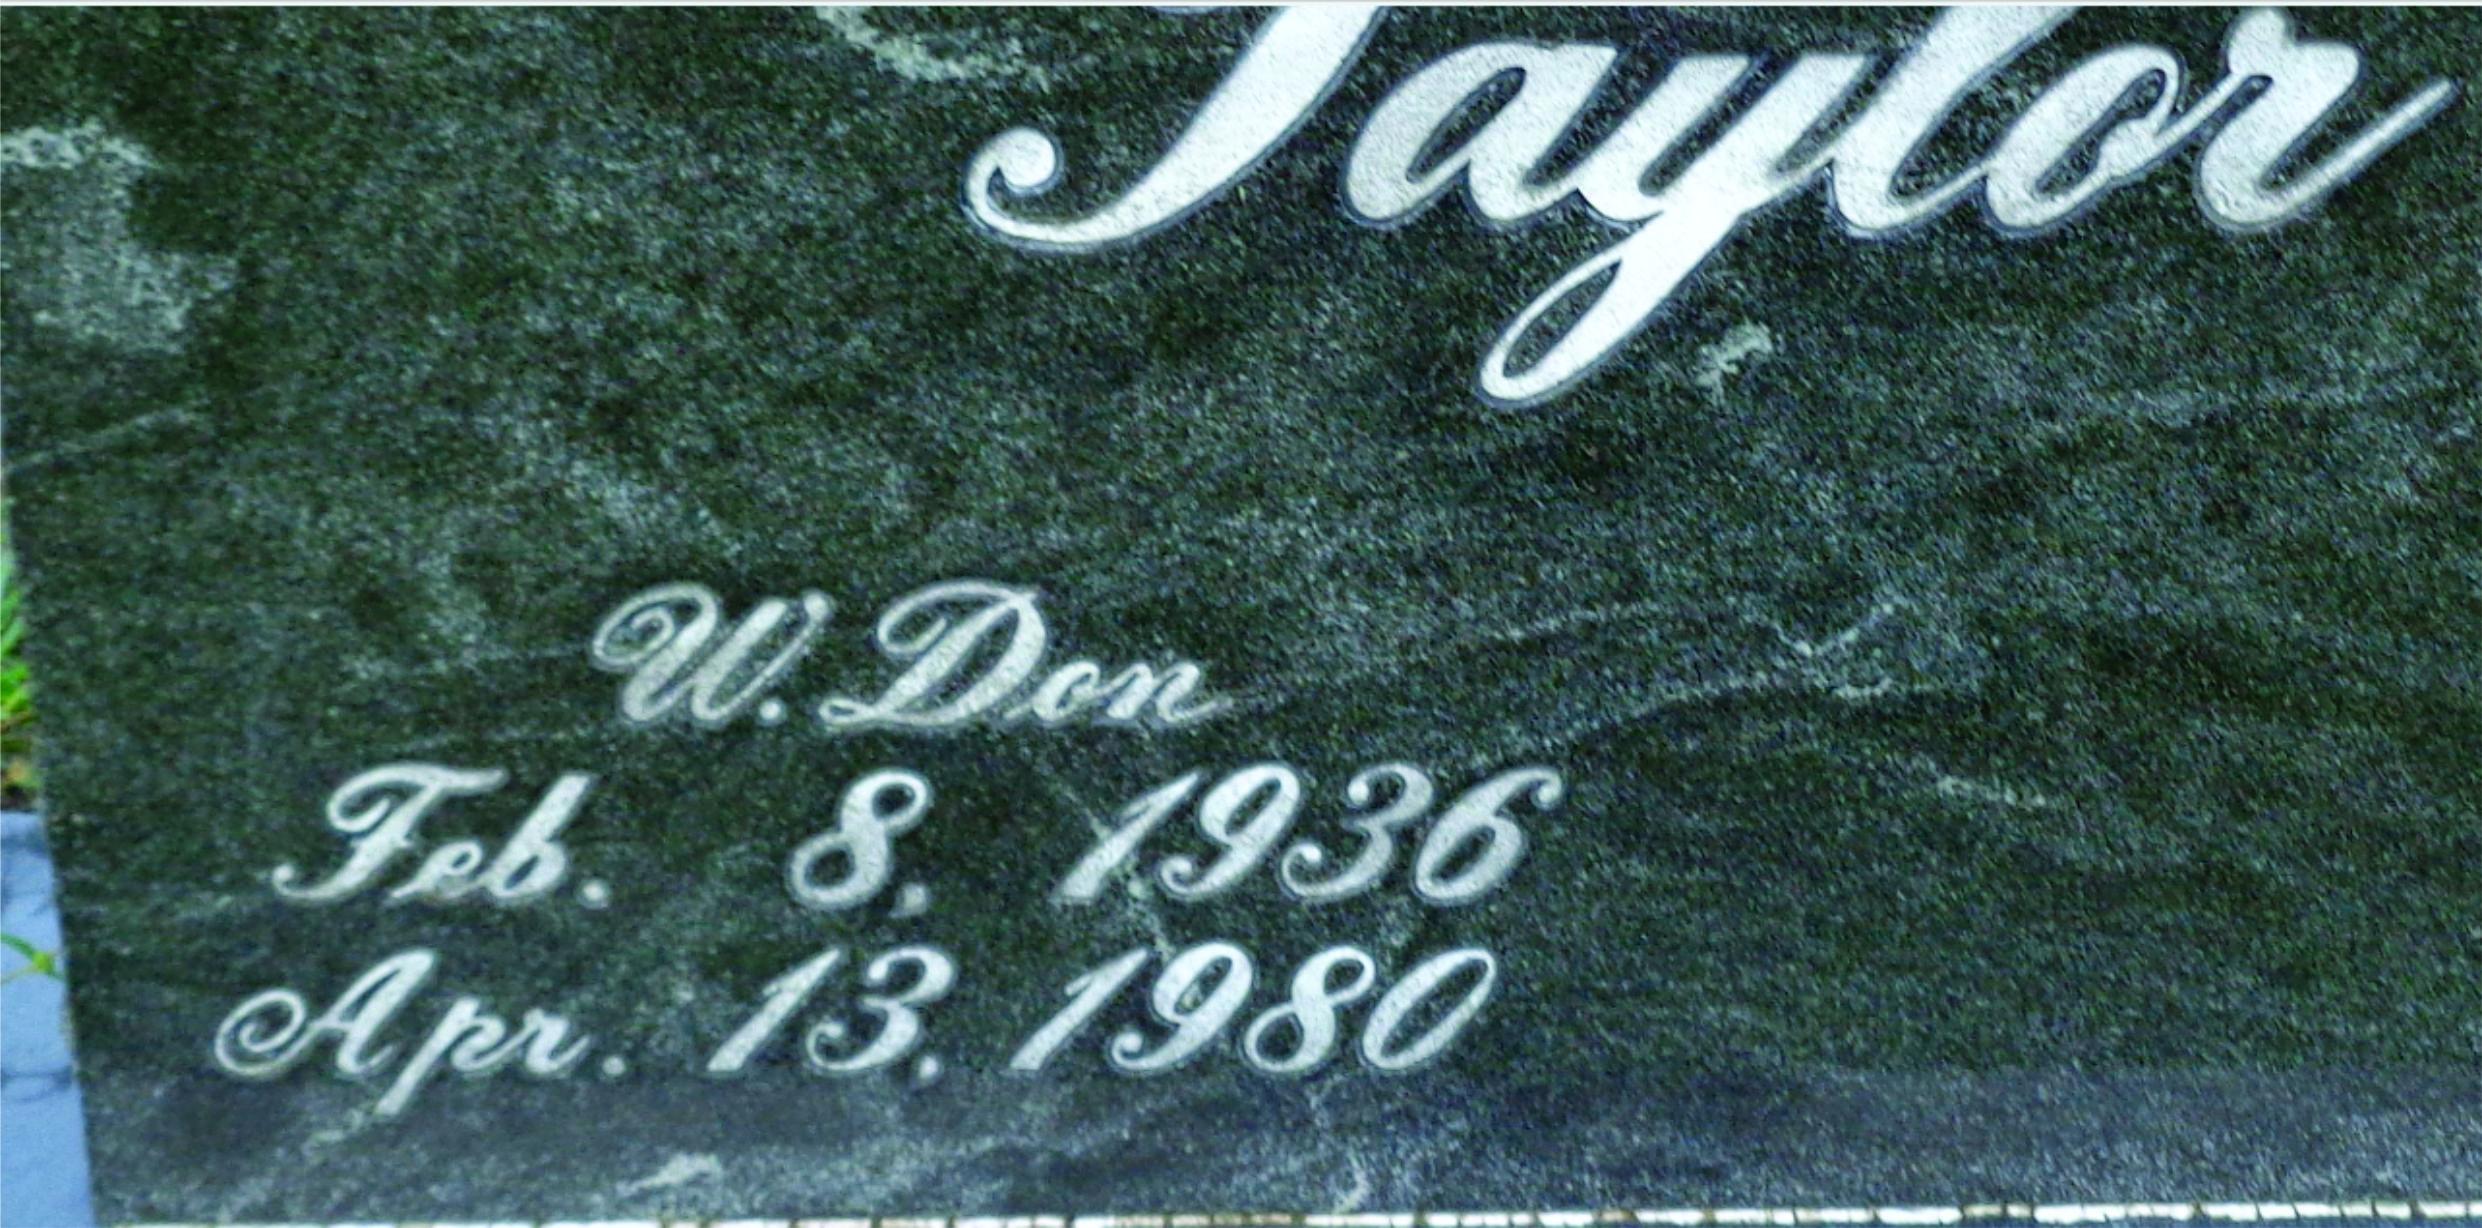 Taylor
W. Don
Feb. 8, 1936
Apr. 13, 1980